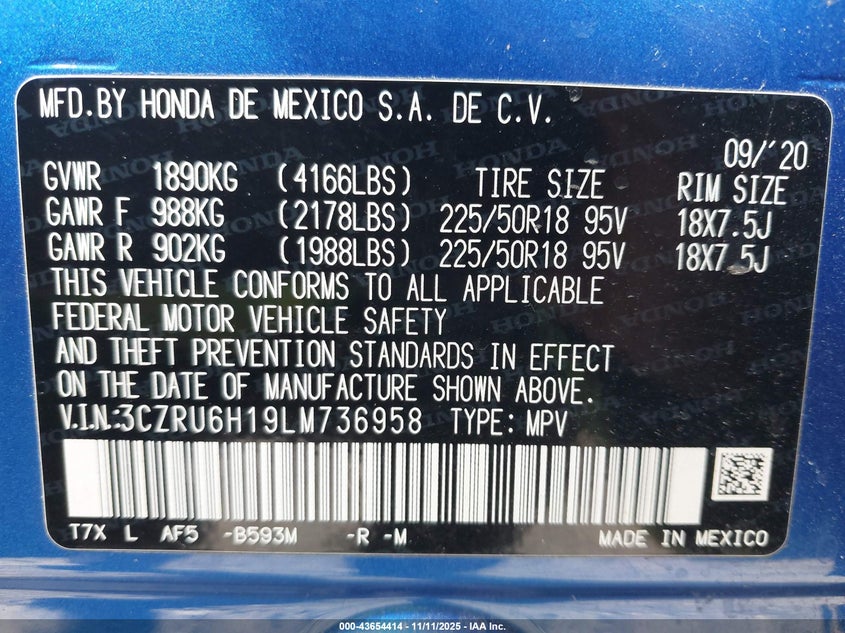 MFD.BY HONDA DE MEXICO S.A. DE C.V.
09/'20
GVWR 1890KG (4166LBS) TIRE SIZE RIM SIZE
GAWR F 988KG (2178LBS) 225/50R18 95V 18X7.5J
GAWR R 902KG (1988LBS) 225/50R18 95V 18X7.5J
THIS VEHICLE CONFORMS TO ALL APPLICABLE
FEDERAL MOTOR VEHICLE SAFETY
AND THEFT PREVENTION STANDARDS IN EFFECT
ON THE DATE OF MANUFACTURE SHOWN ABOVE.
V.I.N.:3CZRU6H19LM736958 TYPE: MPV
T7X L AF5 -B593M -R -M MADE IN MEXICO
000-43654414 - 11/11/2025 - IAA Inc.